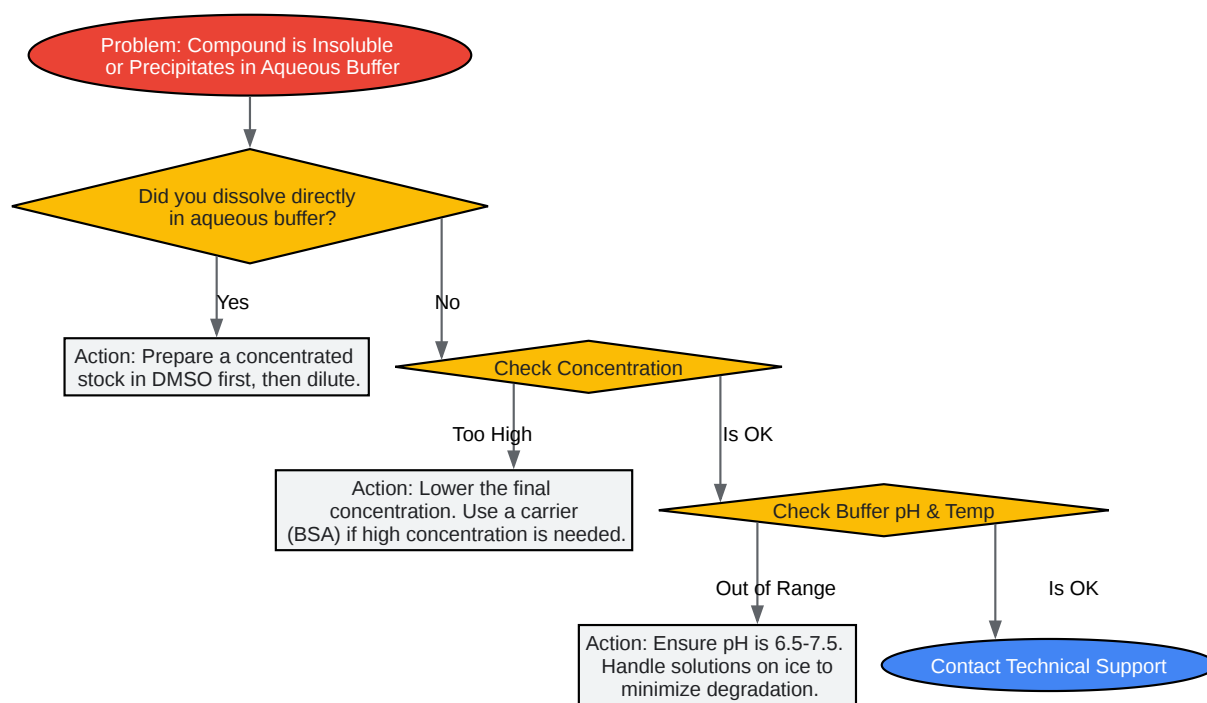 Problem: Compound is Insoluble
or Precipitates in Aqueous Buffer
Did you dissolve directly
in aqueous buffer?
Yes
No
Action: Prepare a concentrated
stock in DMSO first, then dilute.
Check Concentration
Too High
Is OK
Action: Lower the final
concentration. Use a carrier
(BSA) if high concentration is needed.
Check Buffer pH & Temp
Out of Range
Is OK
Action: Ensure pH is 6.5-7.5.
Handle solutions on ice to
minimize degradation.
Contact Technical Support